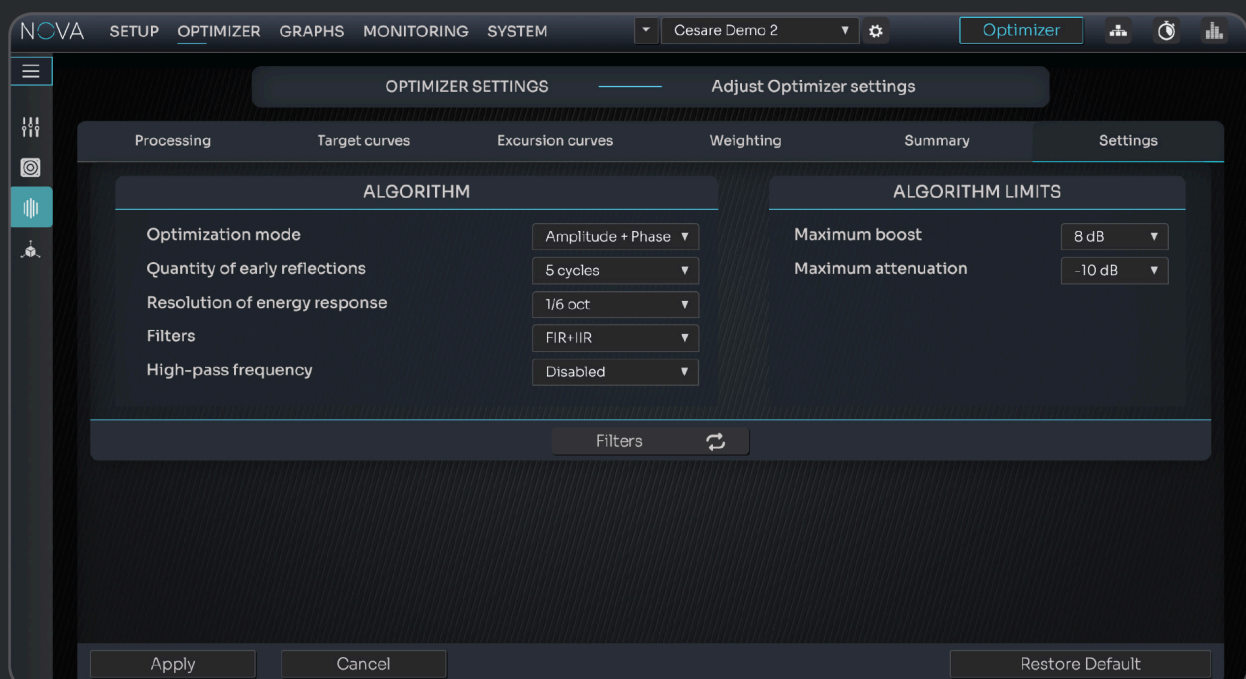 NOVA SETUP OPTIMIZER GRAPHS MONITORING SYSTEM Cesare Demo 2 Optimizer
OPTIMIZER SETTINGS Adjust Optimizer settings
Processing Target curves Excursion curves Weighting Summary Settings
ALGORITHM
Optimization mode Amplitude + Phase
Quantity of early reflections 5 cycles
Resolution of energy response 1/6 oct
Filters FIR+IIR
High-pass frequency Disabled
ALGORITHM LIMITS
Maximum boost 8 dB
Maximum attenuation -10 dB
Filters
Apply Cancel Restore Default